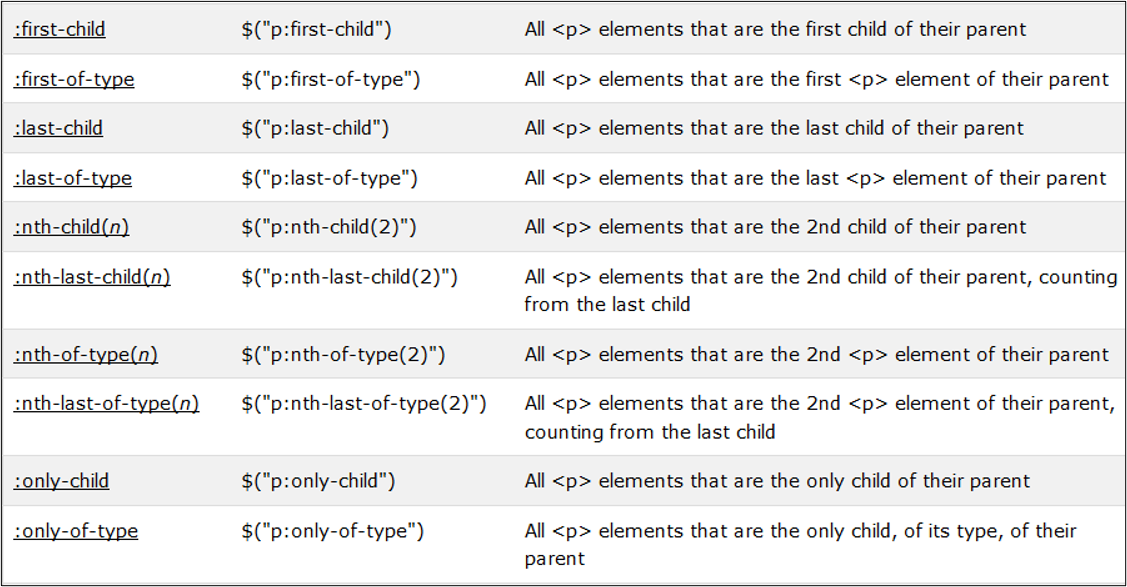 :first-child $("p:first-child") All <p> elements that are the first child of their parent
:first-of-type $("p:first-of-type") All <p> elements that are the first <p> element of their parent
:last-child $("p:last-child") All <p> elements that are the last child of their parent
:last-of-type $("p:last-of-type") All <p> elements that are the last <p> element of their parent
:nth-child(n) $("p:nth-child(2)") All <p> elements that are the 2nd child of their parent
:nth-last-child(n) $("p:nth-last-child(2)") All <p> elements that are the 2nd child of their parent, counting
from the last child
:nth-of-type(n) $("p:nth-of-type(2)") All <p> elements that are the 2nd <p> element of their parent
:nth-last-of-type(n) $("p:nth-last-of-type(2)") All <p> elements that are the 2nd <p> element of their parent,
counting from the last child
:only-child $("p:only-child") All <p> elements that are the only child of their parent
:only-of-type $("p:only-of-type") All <p> elements that are the only child, of its type, of their
parent